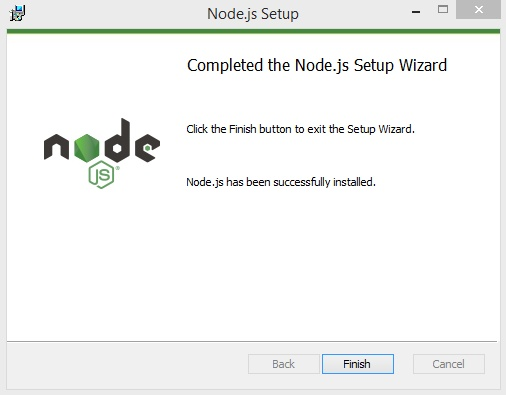 Node.js Setup
Completed the Node.js Setup Wizard
Click the Finish button to exit the Setup Wizard.
node
JS
Node.js has been successfully installed.
Back
Finish
Cancel